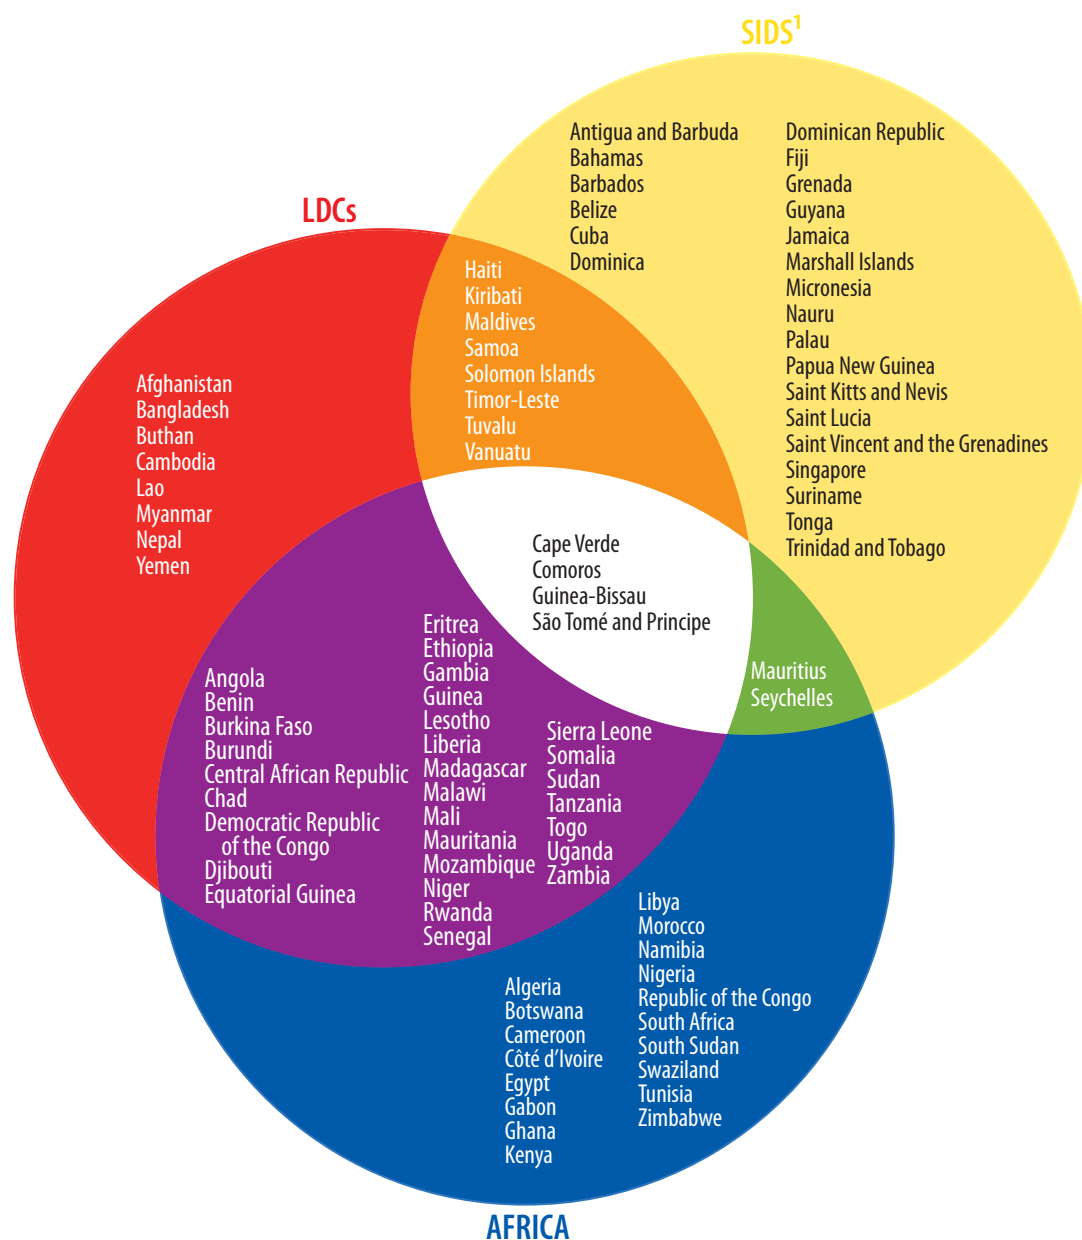 SIDS¹
Antigua and Barbuda
Bahamas
Barbados
Belize
Cuba
Dominica
Dominican Republic
Fiji
Grenada
Guyana
Jamaica
Marshall Islands
Micronesia
Nauru
Palau
Papua New Guinea
Saint Kitts and Nevis
Saint Lucia
Saint Vincent and the Grenadines
Singapore
Suriname
Tonga
Trinidad and Tobago
LDCs
Haiti
Kiribati
Maldives
Samoa
Solomon Islands
Timor-Leste
Tuvalu
Vanuatu
Afghanistan
Bangladesh
Buthan
Cambodia
Lao
Myanmar
Nepal
Yemen
Cape Verde
Comoros
Guinea-Bissau
São Tomé and Principe
Mauritius
Seychelles
Angola
Benin
Burkina Faso
Burundi
Central African Republic
Chad
Democratic Republic
of the Congo
Djibouti
Equatorial Guinea
Eritrea
Ethiopia
Gambia
Guinea
Lesotho
Liberia
Madagascar
Malawi
Mali
Mauritania
Mozambique
Niger
Rwanda
Senegal
Sierra Leone
Somalia
Sudan
Tanzania
Togo
Uganda
Zambia
Algeria
Botswana
Cameroon
Côté d'Ivoire
Egypt
Gabon
Ghana
Kenya
Libya
Morocco
Namibia
Nigeria
Republic of the Congo
South Africa
South Sudan
Swaziland
Tunisia
Zimbabwe
AFRICA